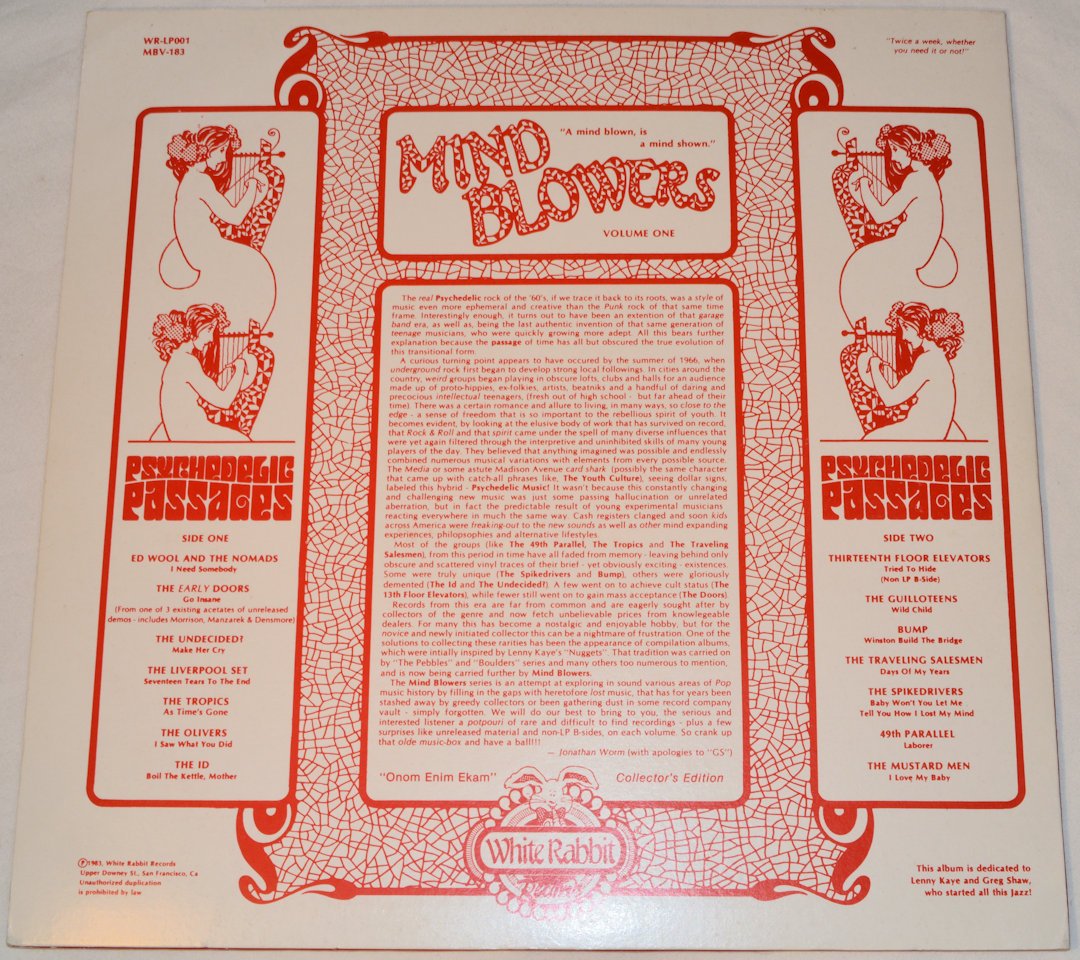 WR-LP001
MBV-183
"Twice a week, whether
you need it or not!"
MIND
BLOWERS
"A mind blown, is
a mind shown."
VOLUME ONE
The real Psychedelic rock of the '60's, if we trace it back to its roots, was a style of
music even more ephemeral and creative than the Punk rock of that same time
frame. Interestingly enough, it turns out to have been an extention of that garage
band era, as well as, being the last authentic invention of that same generation of
teenage musicians, who were quickly growing more adept. All this bears further
explanation because the passage of time has all but obscured the true evolution of
this transitional form.
A curious turning point appears to have occured by the summer of 1966, when
underground rock first began to develop strong local followings. In cities around the
country, weird groups began playing in obscure lofts, clubs and halls for an audience
made up of proto-hippies, ex-folkies, artists, beatniks and a handful of daring and
precocious intellectual teenagers, (fresh out of high school - but far ahead of their
time). There was a certain romance and allure to living, in many ways, so close to the
edge - a sense of freedom that is so important to the rebellious spirit of youth. It
becomes evident, by looking at the elusive body of work that has survived on record,
that Rock & Roll and that spirit came under the spell of many diverse influences that
were yet again filtered through the interpretive and uninhibited skills of many young
players of the day. They believed that anything imagined was possible and endlessly
combined numerous musical variations with elements from every possible source.
The Media or some astute Madison Avenue card shark (possibly the same character
that came up with catch-all phrases like, The Youth Culture), seeing dollar signs,
labeled this hybrid - Psychedelic Music! It wasn't because this constantly changing
and challenging new music was just some passing hallucination or unrelated
aberration, but in fact the predictable result of young experimental musicians
reacting everywhere in much the same way. Cash registers clanged and soon kids
across America were freaking-out to the new sounds as well as other mind expanding
experiences, philopsophies and alternative lifestyles.
Most of the groups (like The 49th Parallel, The Tropics and The Traveling
Salesmen), from this period in time have all faded from memory - leaving behind only
obscure and scattered vinyl traces of their brief - yet obviously exciting - existences.
Some were truly unique (The Spikedrivers and Bump), others were gloriously
demented (The Id and The Undecided?). A few went on to achieve cult status (The
13th Floor Elevators), while fewer still went on to gain mass acceptance (The Doors).
Records from this era are far from common and are eagerly sought after by
collectors of the genre and now fetch unbelievable prices from knowlegeable
dealers. For many this has become a nostalgic and enjoyable hobby, but for the
novice and newly initiated collector this can be a nightmare of frustration. One of the
solutions to collecting these rarities has been the appearance of compilation albums,
which were intially inspired by Lenny Kaye's "Nuggets". That tradition was carried on
by "The Pebbles" and "Boulders" series and many others too numerous to mention,
and is now being carried further by Mind Blowers.
The Mind Blowers series is an attempt at exploring in sound various areas of Pop
music history by filling in the gaps with heretofore lost music, that has for years been
stashed away by greedy collectors or been gathering dust in some record company
vault - simply forgotten. We will do our best to bring to you, the serious and
interested listener a potpouri of rare and difficult to find recordings - plus a few
surprises like unreleased material and non-LP B-sides, on each volume. So crank up
that olde music-box and have a ball!!!
— Jonathan Worm (with apologies to "GS")
"Onom Enim Ekam" Collector's Edition
PSYCHEDELIC
PASSAGES
SIDE ONE
ED WOOL AND THE NOMADS
I Need Somebody
THE EARLY DOORS
Go Insane
(From one of 3 existing acetates of unreleased
demos - includes Morrison, Manzarek & Densmore)
THE UNDECIDED?
Make Her Cry
THE LIVERPOOL SET
Seventeen Tears To The End
THE TROPICS
As Time's Gone
THE OLIVERS
I Saw What You Did
THE ID
Boil The Kettle, Mother
PSYCHEDELIC
PASSAGES
SIDE TWO
THIRTEENTH FLOOR ELEVATORS
Tried To Hide
(Non LP B-Side)
THE GUILLOTEENS
Wild Child
BUMP
Winston Build The Bridge
THE TRAVELING SALESMEN
Days Of My Years
THE SPIKEDRIVERS
Baby Won't You Let Me
Tell You How I Lost My Mind
49th PARALLEL
Laborer
THE MUSTARD MEN
I Love My Baby
White Rabbit
Records
Ⓟ1983, White Rabbit Records
Upper Downey St., San Francisco, Ca
Unauthorized duplication
is prohibited by law
This album is dedicated to
Lenny Kaye and Greg Shaw,
who started all this Jazz!